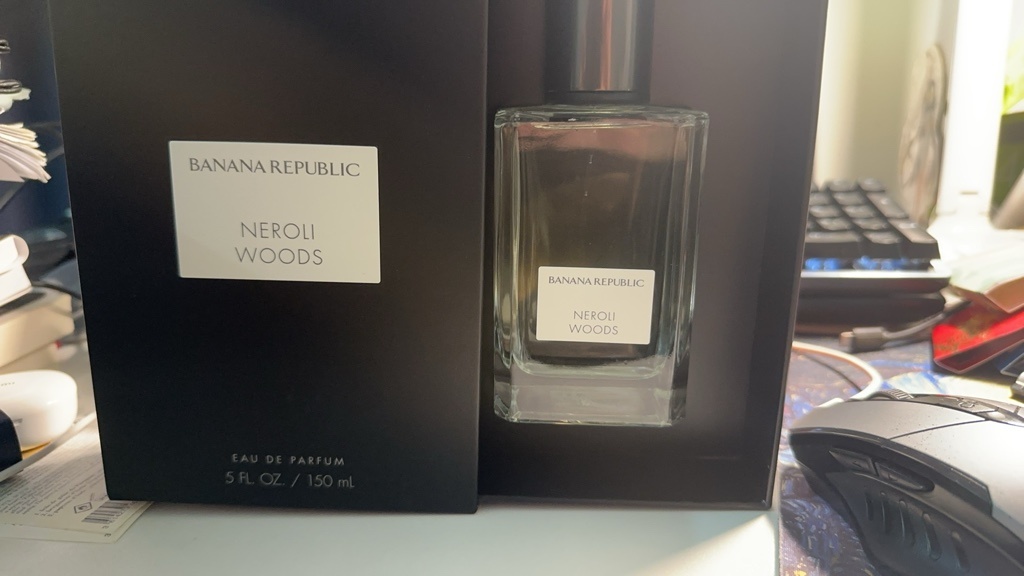 BANANA REPUBLIC
NEROLI
WOODS
EAU DE PARFUM
5 FL. OZ. / 150 mL
BANANA REPUBLIC
NEROLI
WOODS